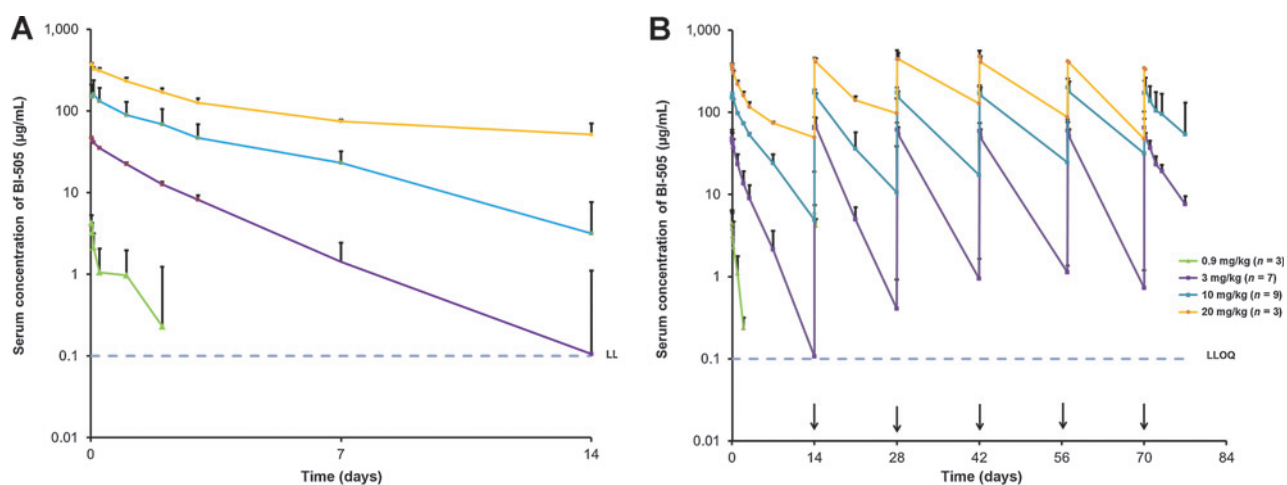 A
Serum concentration of BI-505 (µg/mL)
1,000
100
10
1
0.1
0.01
LL
0
7
14
Time (days)
B
Serum concentration of BI-505 (µg/mL)
1,000
100
10
1
0.1
0.01
LLOQ
0
14
28
42
56
70
84
Time (days)
0.9 mg/kg (n = 3)
3 mg/kg (n = 7)
10 mg/kg (n = 9)
20 mg/kg (n = 3)